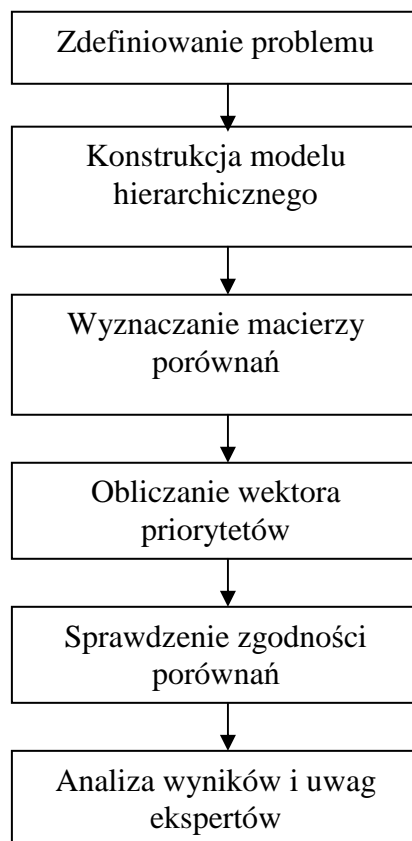 Zdefiniowanie problemu
Konstrukcja modelu
hierarchicznego
Wyznaczanie macierzy
porównań
Obliczanie wektora
priorytetów
Sprawdzenie zgodności
porównań
Analiza wyników i uwag
ekspertów